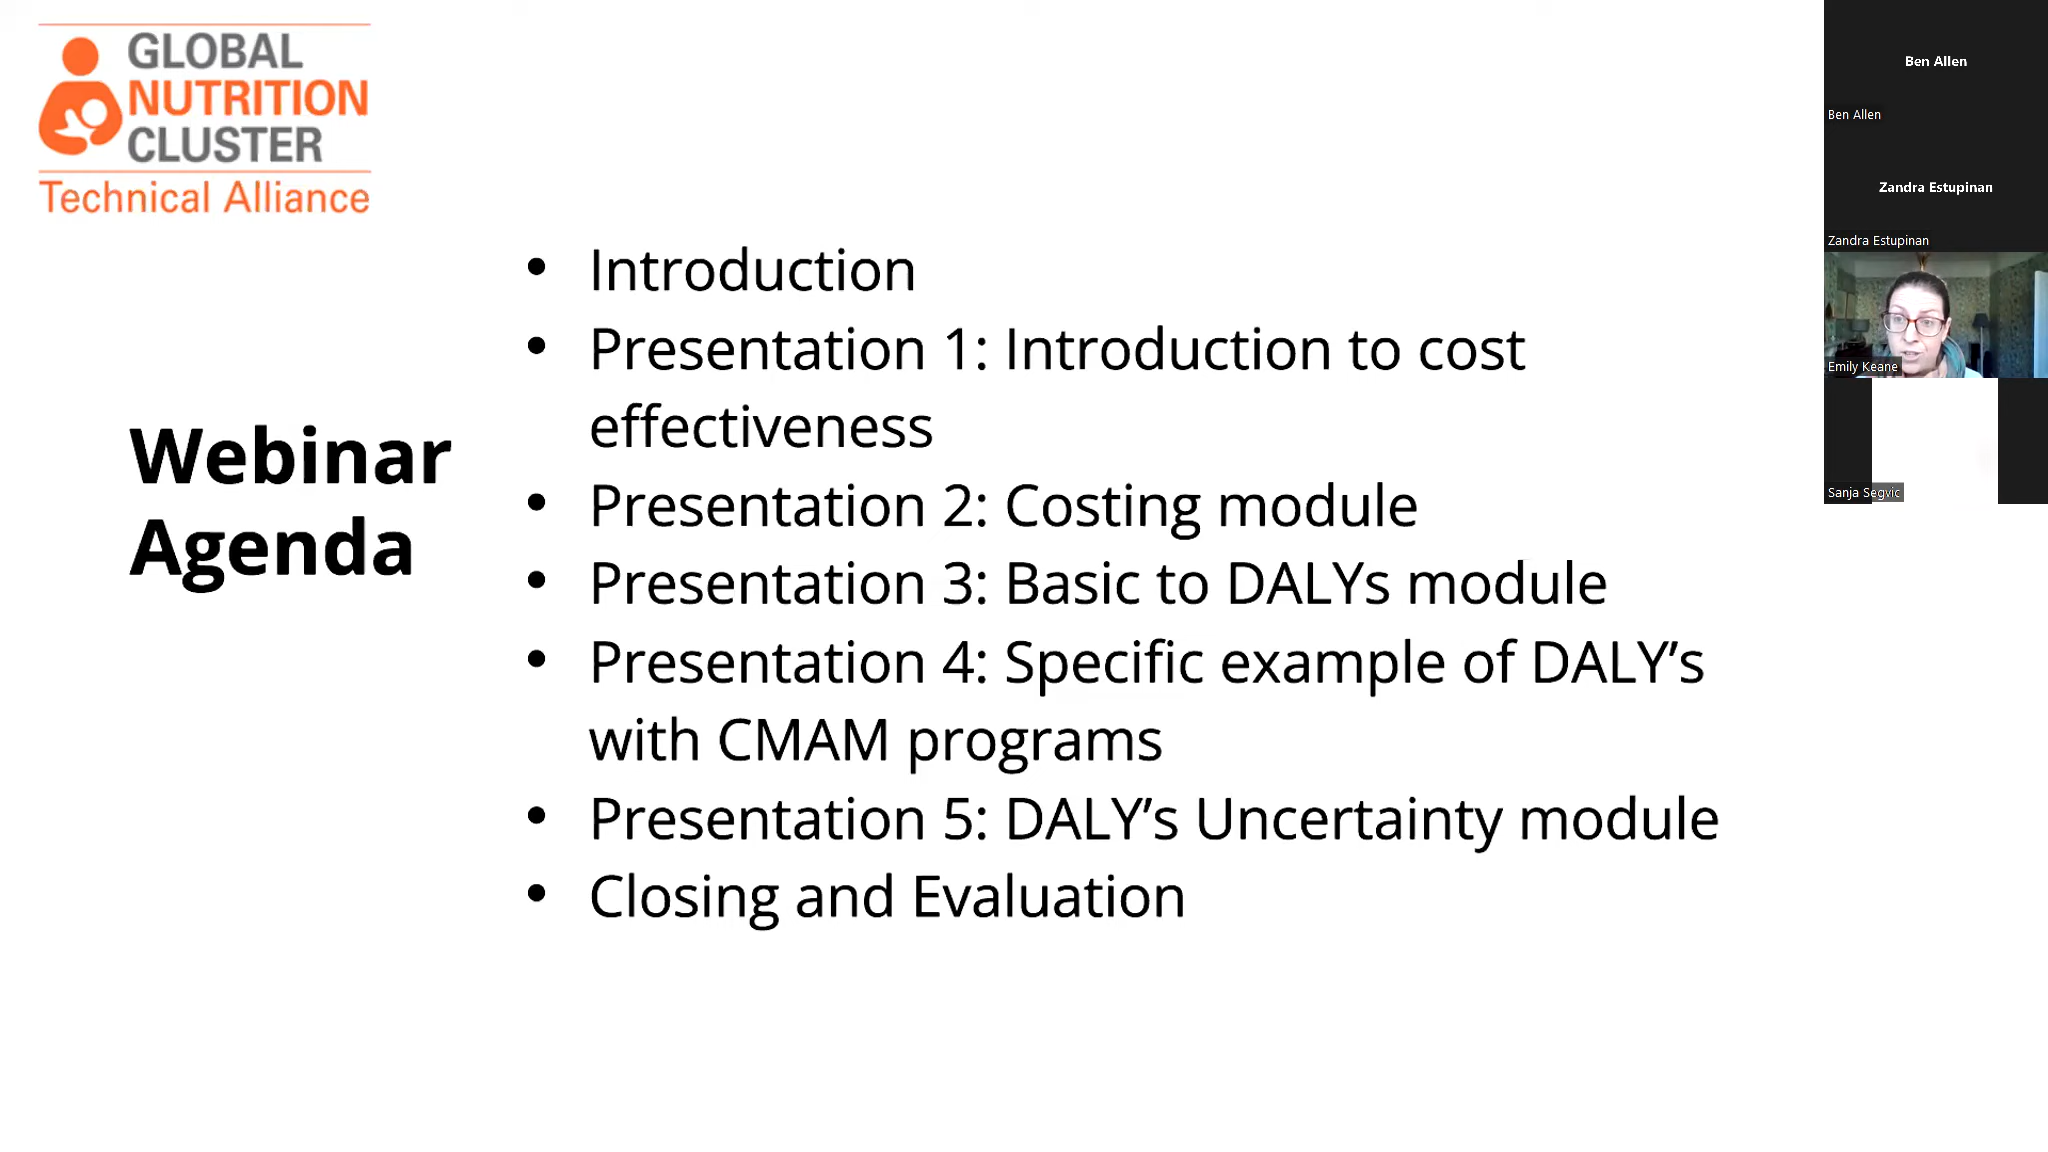 GLOBAL
NUTRITION
CLUSTER
Technical Alliance
Webinar
Agenda
• Introduction
• Presentation 1: Introduction to cost
effectiveness
• Presentation 2: Costing module
• Presentation 3: Basic to DALYs module
• Presentation 4: Specific example of DALY’s
with CMAM programs
• Presentation 5: DALY’s Uncertainty module
• Closing and Evaluation
Ben Allen
Ben Allen
Zandra Estupinan
Zandra Estupinan
Emily Keane
Sanja Segvic